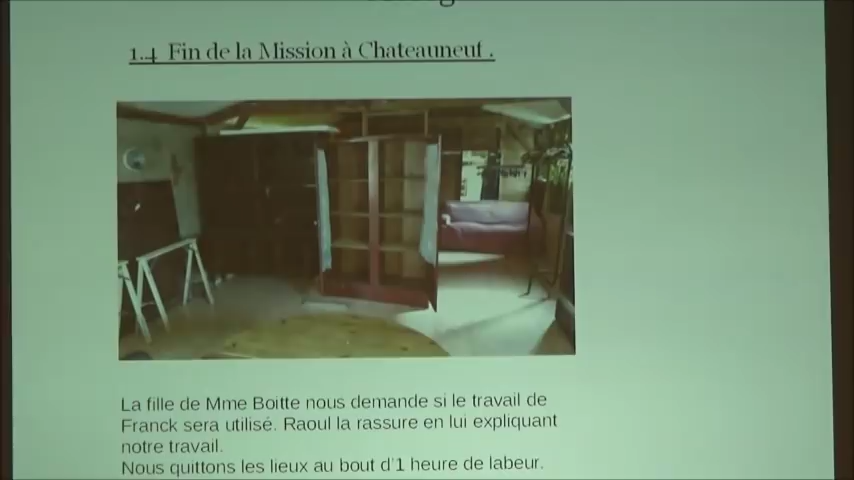 1.4 Fin de la Mission à Chateauneuf .
La fille de Mme Boitte nous demande si le travail de
Franck sera utilisé. Raoul la rassure en lui expliquant
notre travail.
Nous quittons les lieux au bout d'1 heure de labeur.